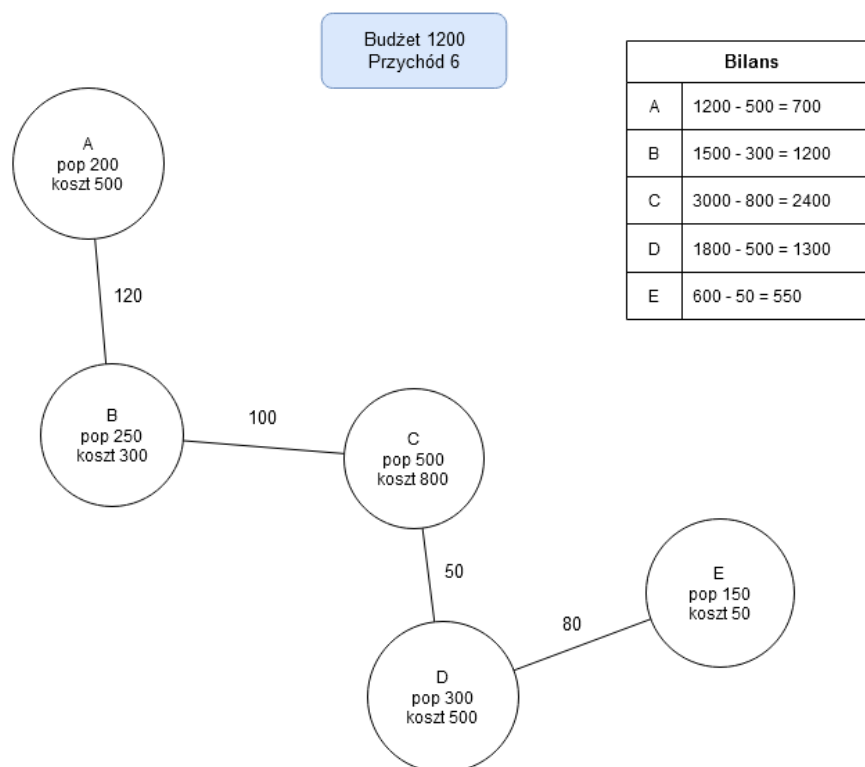 Budżet 1200
Przychód 6
Bilans
A 1200 - 500 = 700
B 1500 - 300 = 1200
C 3000 - 800 = 2400
D 1800 - 500 = 1300
E 600 - 50 = 550
A
pop 200
koszt 500
120
B
pop 250
koszt 300
100
C
pop 500
koszt 800
50
E
pop 150
koszt 50
80
D
pop 300
koszt 500